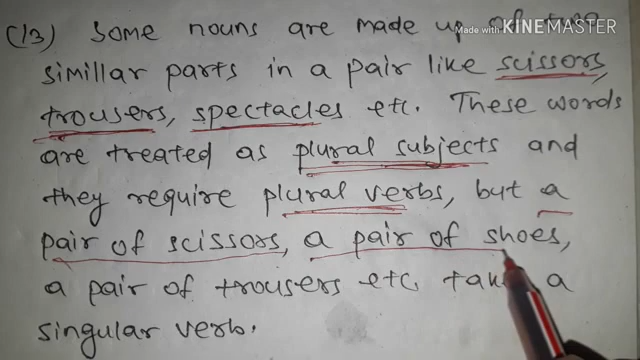 (13) Some nouns are made up of two
Made with KINEMASTER
simillar parts in a pair like scissors,
trousers, spectacles etc. These words
are treated as plural subjects and
they require plural verbs, but a
pair of scissors, a pair of shoes,
a pair of trousers etc. take a
singular verb.